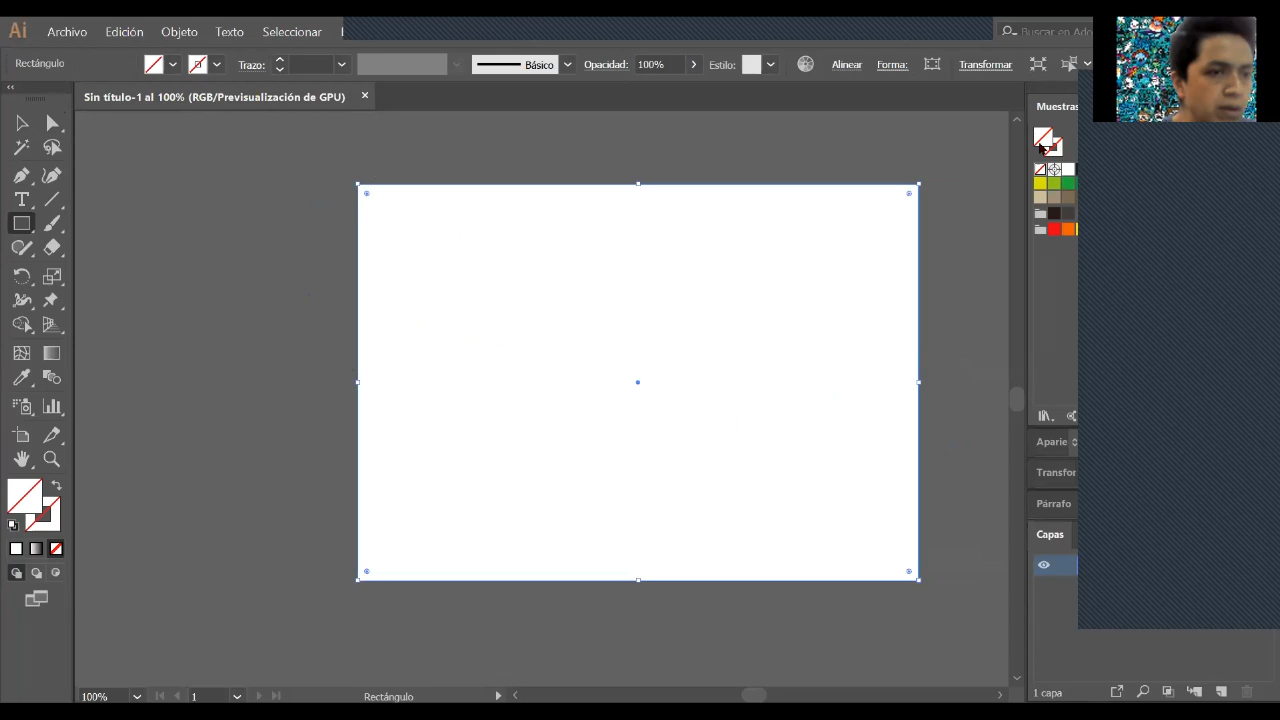 Ai Archivo Edición Objeto Texto Seleccionar Buscar en Ado
Rectángulo Trazo: Básico Opacidad: 100% Estilo: Alinear Forma: Transformar
Sin título-1 al 100% (RGB/Previsualización de GPU) ×
Muestras
Aparie
Transfor
Párrafo
Capas
100% 1 Rectángulo 1 capa